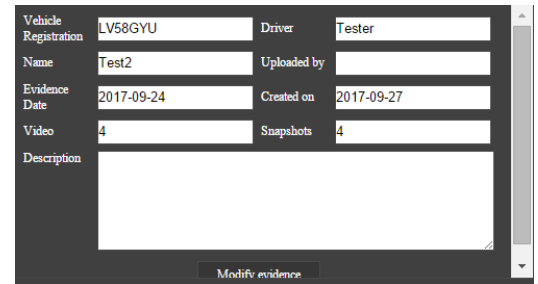 Vehicle Registration LV58GYU Driver Tester
Name Test2 Uploaded by
Evidence Date 2017-09-24 Created on 2017-09-27
Video 4 Snapshots 4
Description
Modify evidence